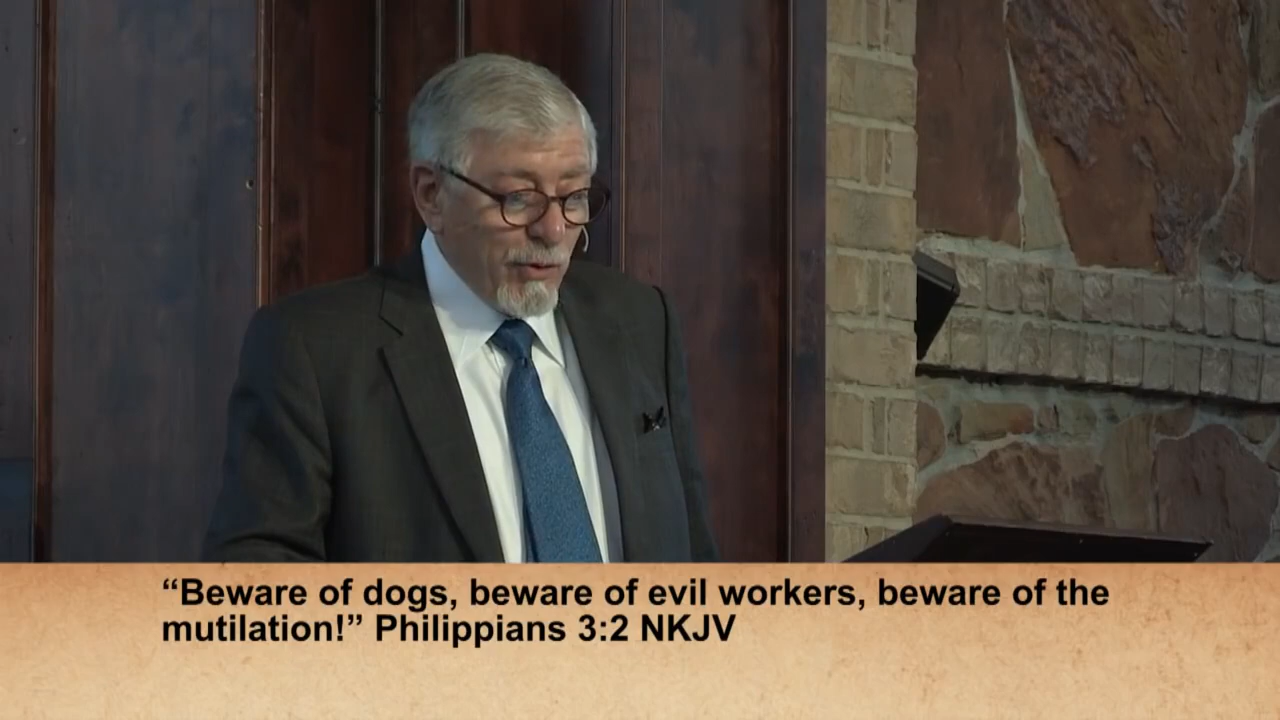 “Beware of dogs, beware of evil workers, beware of the
mutilation!” Philippians 3:2 NKJV